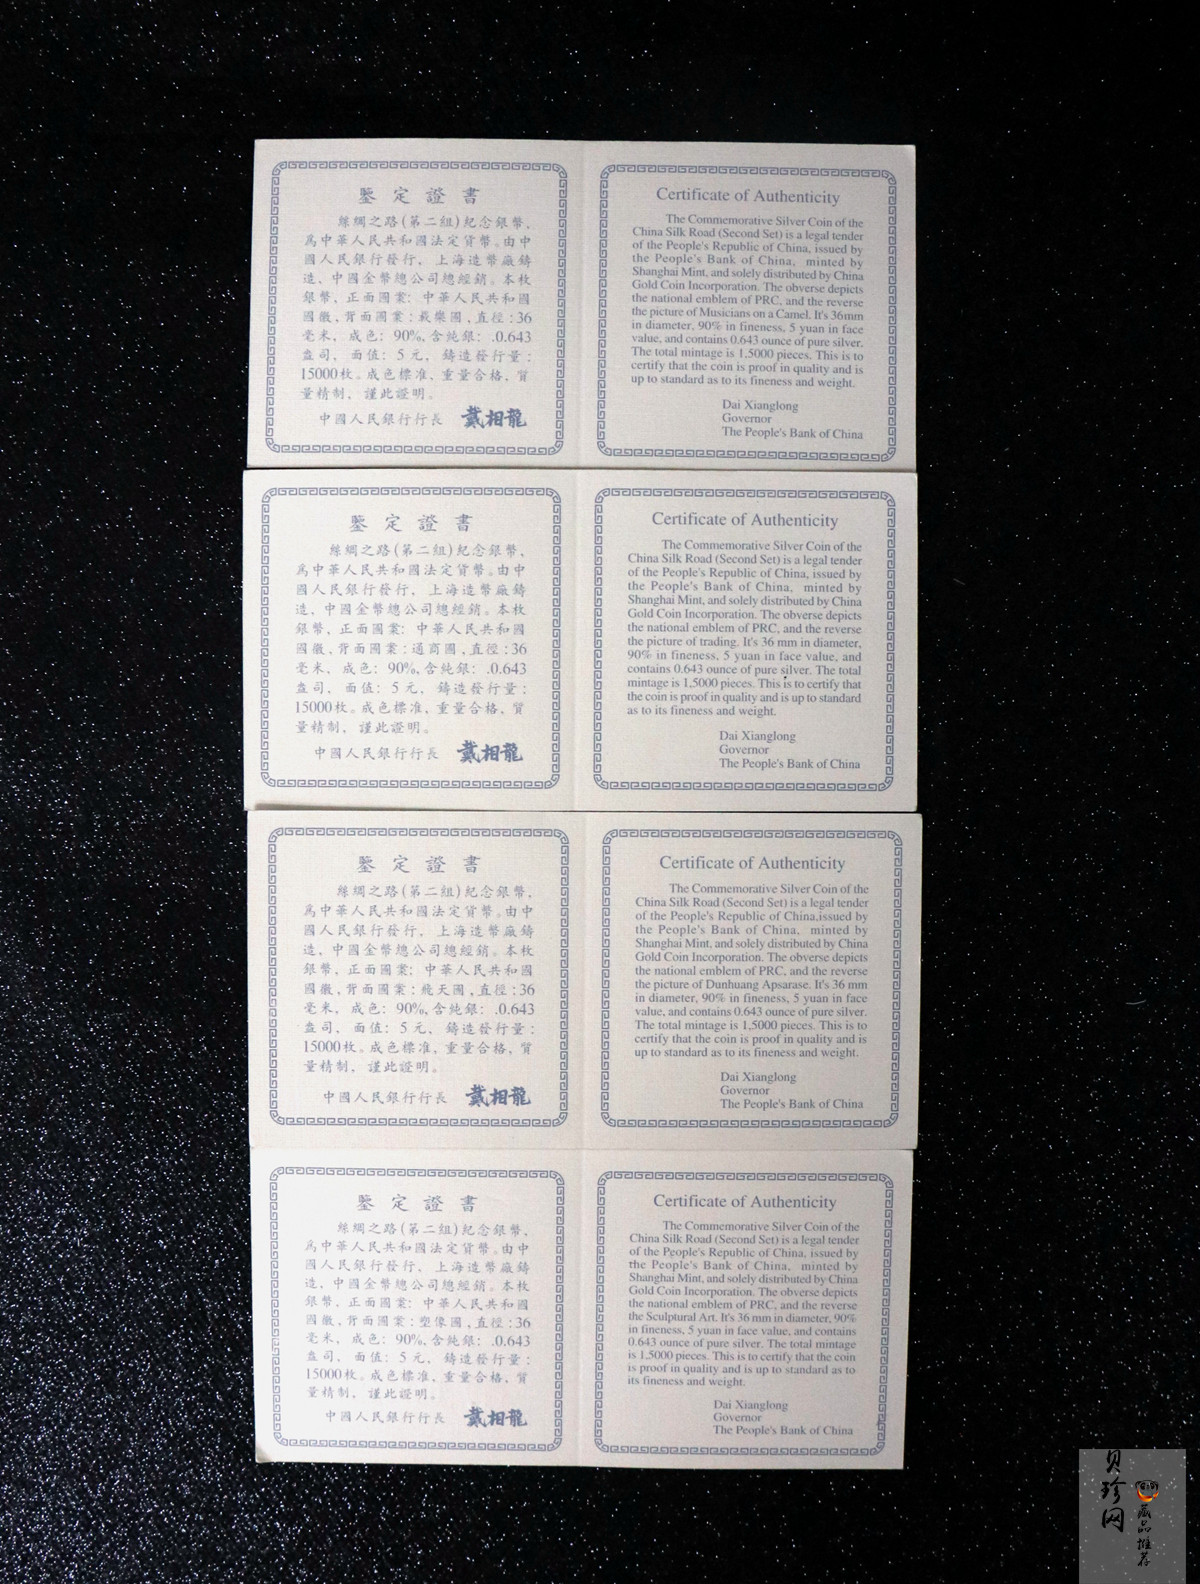 鑒定證書
絲綢之路(第二組)紀念銀幣、
爲中華人民共和國法定貨幣。由中
國人民銀行發行、上海造幣廠鑄
造、中國金幣總公司總經銷。本枚
銀幣、正面圖案:中華人民共和國
國徽、背面圖案:載樂圖、直徑:36
毫米、成色:90%、含純銀:.0.643
盎司、面值:5元、鑄造發行量:
15000枚。成色標准、重量合格、質
量精制、謹此證明。
中國人民銀行行長 戴相龍
Certificate of Authenticity
The Commemorative Silver Coin of the
China Silk Road (Second Set) is a legal tender
of the People's Republic of China, issued by
the People's Bank of China, minted by
Shanghai Mint, and solely distributed by China
Gold Coin Incorporation. The obverse depicts
the national emblem of PRC, and the reverse
the picture of Musicians on a Camel. It's 36mm
in diameter, 90% in fineness, 5 yuan in face
value, and contains 0.643 ounce of pure silver.
The total mintage is 1,5000 pieces. This is to
certify that the coin is proof in quality and is
up to standard as to its fineness and weight.
Dai Xianglong
Governor
The People's Bank of China
鑒定證書
絲綢之路(第二組)紀念銀幣、
爲中華人民共和國法定貨幣。由中
國人民銀行發行、上海造幣廠鑄
造、中國金幣總公司總經銷。本枚
銀幣、正面圖案:中華人民共和國
國徽、背面圖案:通商圖、直徑:36
毫米、成色:90%、含純銀:.0.643
盎司、面值:5元、鑄造發行量:
15000枚。成色標准、重量合格、質
量精制、謹此證明。
中國人民銀行行長 戴相龍
Certificate of Authenticity
The Commemorative Silver Coin of the
China Silk Road (Second Set) is a legal tender
of the People's Republic of China, issued by
the People's Bank of China, minted by
Shanghai Mint, and solely distributed by China
Gold Coin Incorporation. The obverse depicts
the national emblem of PRC, and the reverse
the picture of trading. It's 36 mm in diameter,
90% in fineness, 5 yuan in face value, and
contains 0.643 ounce of pure silver. The total
mintage is 1,5000 pieces. This is to certify that
the coin is proof in quality and is up to standard
as to its fineness and weight.
Dai Xianglong
Governor
The People's Bank of China
鑒定證書
絲綢之路(第二組)紀念銀幣、
爲中華人民共和國法定貨幣。由中
國人民銀行發行、上海造幣廠鑄
造、中國金幣總公司總經銷。本枚
銀幣、正面圖案:中華人民共和國
國徽、背面圖案:飛天圖、直徑:36
毫米、成色:90%、含純銀:.0.643
盎司、面值:5元、鑄造發行量:
15000枚。成色標准、重量合格、質
量精制、謹此證明。
中國人民銀行行長 戴相龍
Certificate of Authenticity
The Commemorative Silver Coin of the
China Silk Road (Second Set) is a legal tender
of the People's Republic of China,issued by
the People's Bank of China, minted by
Shanghai Mint, and solely distributed by China
Gold Coin Incorporation. The obverse depicts
the national emblem of PRC, and the reverse
the picture of Dunhuang Apsarase. It's 36 mm
in diameter, 90% in fineness, 5 yuan in face
value, and contains 0.643 ounce of pure silver.
The total mintage is 1,5000 pieces. This is to
certify that the coin is proof in quality and is
up to standard as to its fineness and weight.
Dai Xianglong
Governor
The People's Bank of China
鑒定證書
絲綢之路(第二組)紀念銀幣、
爲中華人民共和國法定貨幣。由中
國人民銀行發行、上海造幣廠鑄
造、中國金幣總公司總經銷。本枚
銀幣、正面圖案:中華人民共和國
國徽、背面圖案:塑像圖、直徑:36
毫米、成色:90%、含純銀:.0.643
盎司、面值:5元、鑄造發行量:
15000枚。成色標准、重量合格、質
量精制、謹此證明。
中國人民銀行行長 戴相龍
Certificate of Authenticity
The Commemorative Silver Coin of the
China Silk Road (Second Set) is a legal tender
of the People's Republic of China, issued by
the People's Bank of China, minted by
Shanghai Mint, and solely distributed by China
Gold Coin Incorporation. The obverse depicts
the national emblem of PRC, and the reverse
the Sculptural Art. It's 36 mm in diameter, 90%
in fineness, 5 yuan in face value, and contains
0.643 ounce of pure silver. The total mintage
is 1,5000 pieces. This is to certify that the coin
is proof in quality and is up to standard as to
its fineness and weight.
Dai Xianglong
Governor
The People's Bank of China
贝珍网
藏品推荐